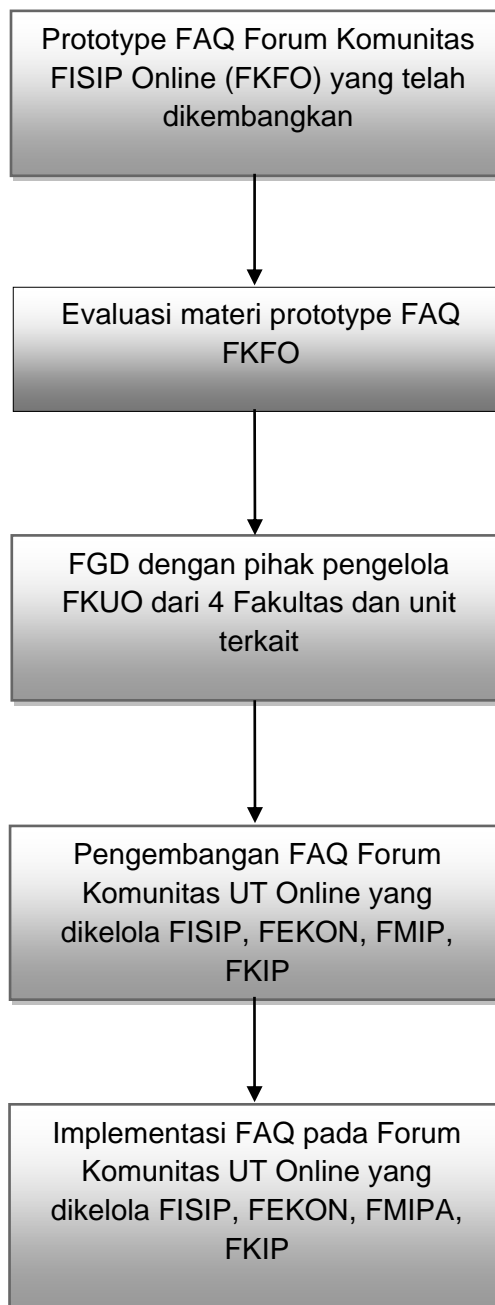 Prototype FAQ Forum Komunitas
FISIP Online (FKFO) yang telah
dikembangkan
Evaluasi materi prototype FAQ
FKFO
FGD dengan pihak pengelola
FKUO dari 4 Fakultas dan unit
terkait
Pengembangan FAQ Forum
Komunitas UT Online yang
dikelola FISIP, FEKON, FMIP,
FKIP
Implementasi FAQ pada Forum
Komunitas UT Online yang
dikelola FISIP, FEKON, FMIPA,
FKIP